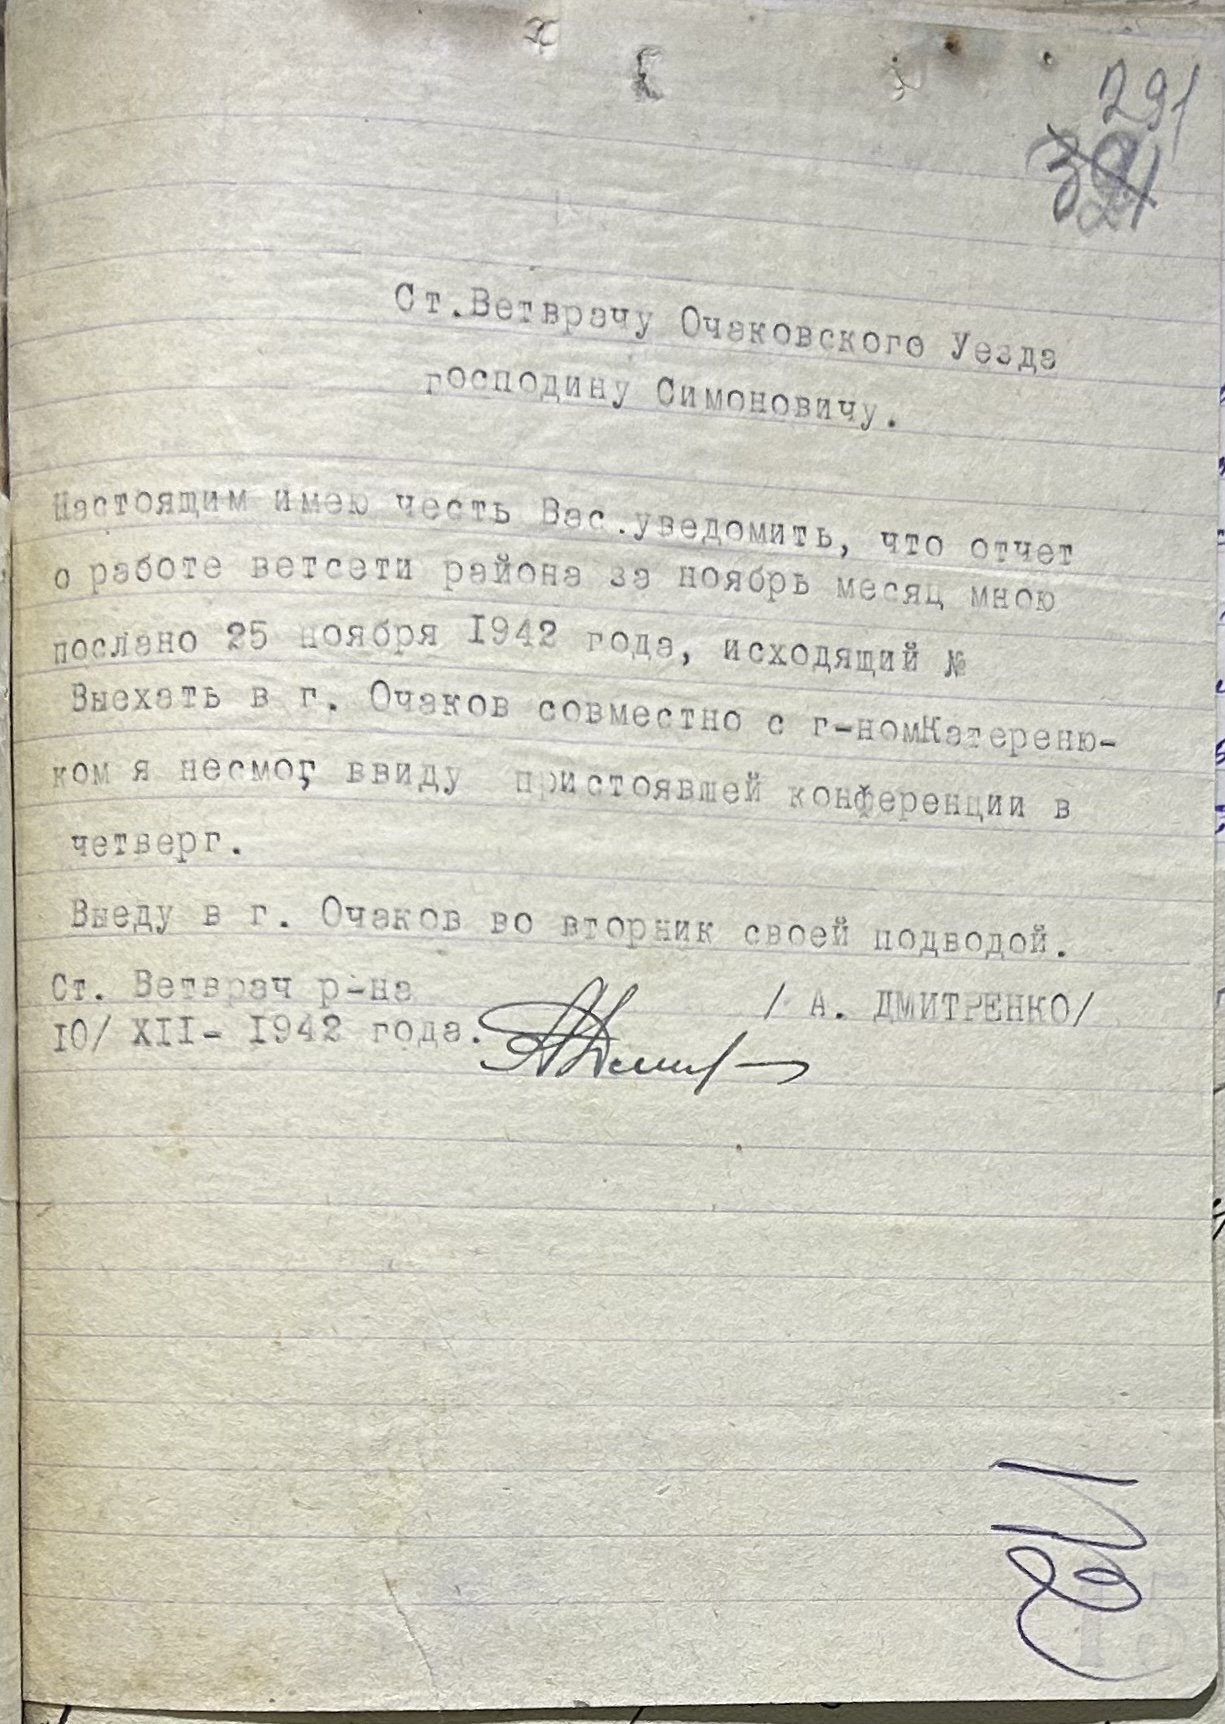 291
Ст.Ветврачу Очаковского Уезда
господину Симоновичу.
Настоящим имею честь Вас.уведомить, что отчет
о работе ветсети района за ноябрь месяц мною
послано 25 ноября 1942 года, исходящий №
Выехать в г. Очаков совместно с г-номКатереню-
ком я несмог, ввиду пристоявшей конференции в
четверг.
Выеду в г. Очаков во вторник своей подводой.
Ст. Ветврач р-на / А. ДМИТРЕНКО/
10/ XII- 1942 года.